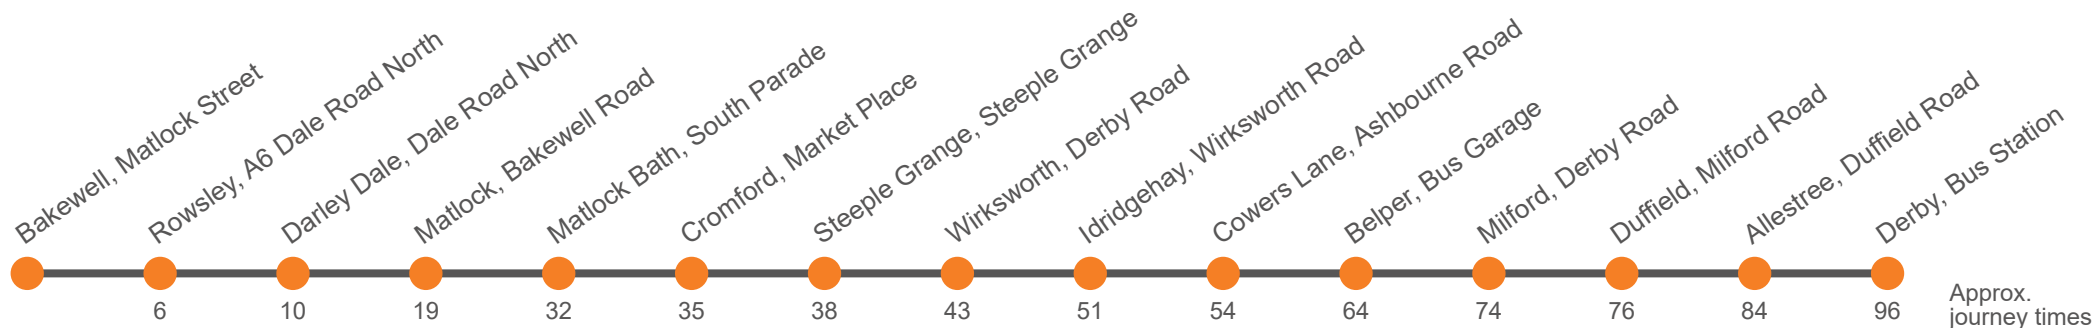 Bakewell, Matlock Street
Rowsley, A6 Dale Road North
Darley Dale, Dale Road North
Matlock, Bakewell Road
Matlock Bath, South Parade
Cromford, Market Place
Steeple Grange, Steeple Grange
Wirksworth, Derby Road
Idridgehay, Wirksworth Road
Cowers Lane, Ashbourne Road
Belper, Bus Garage
Milford, Derby Road
Duffield, Milford Road
Allestree, Duffield Road
Derby, Bus Station
6 10 19 32 35 38 43 51 54 64 74 76 84 96
Approx.
journey times